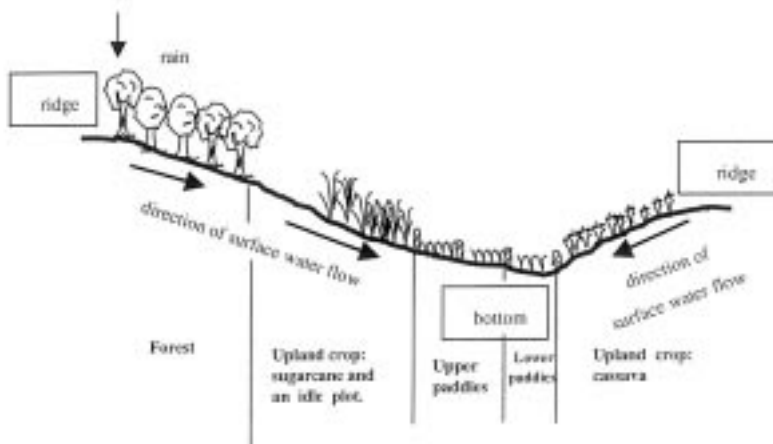 rain
ridge
ridge
direction of surface water flow
direction of
surface water flow
bottom
Forest
Upland crop:
sugarcane and
an idle plot.
Upper
paddies
Lower
paddies
Upland crop:
cassava